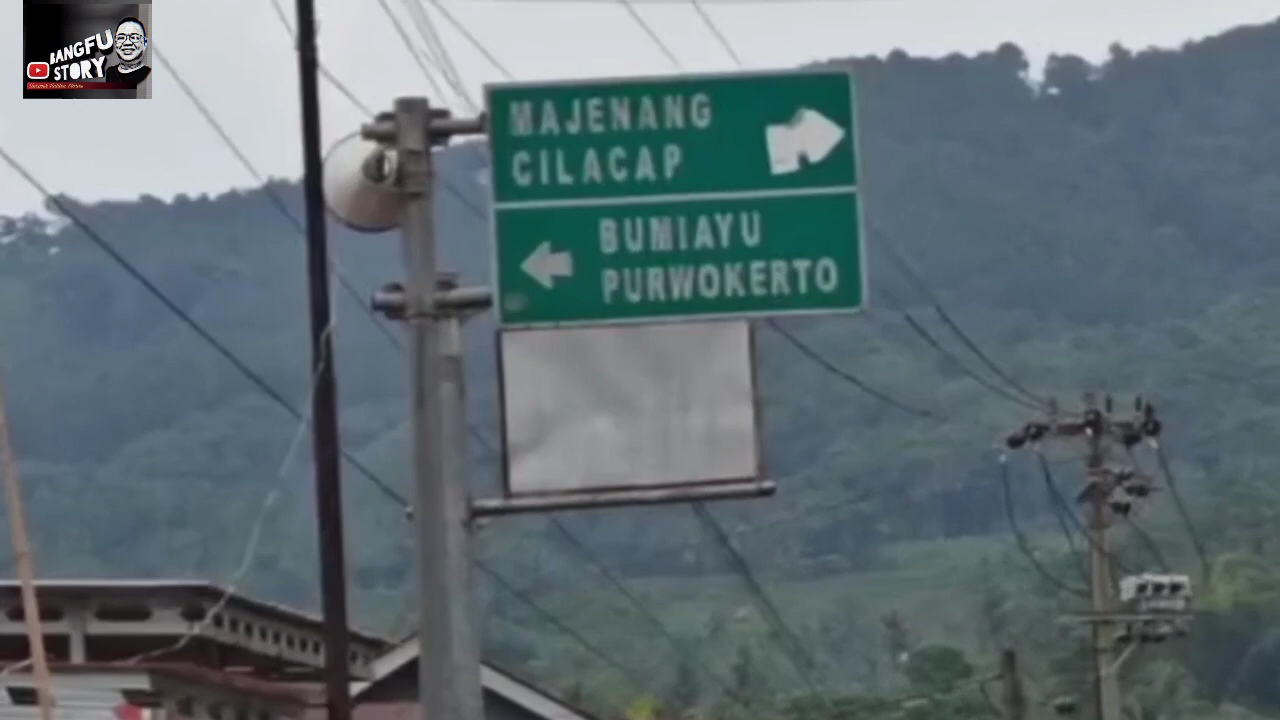 BANGFU
STORY
MAJENANG
CILACAP
BUMIAYU
PURWOKERTO